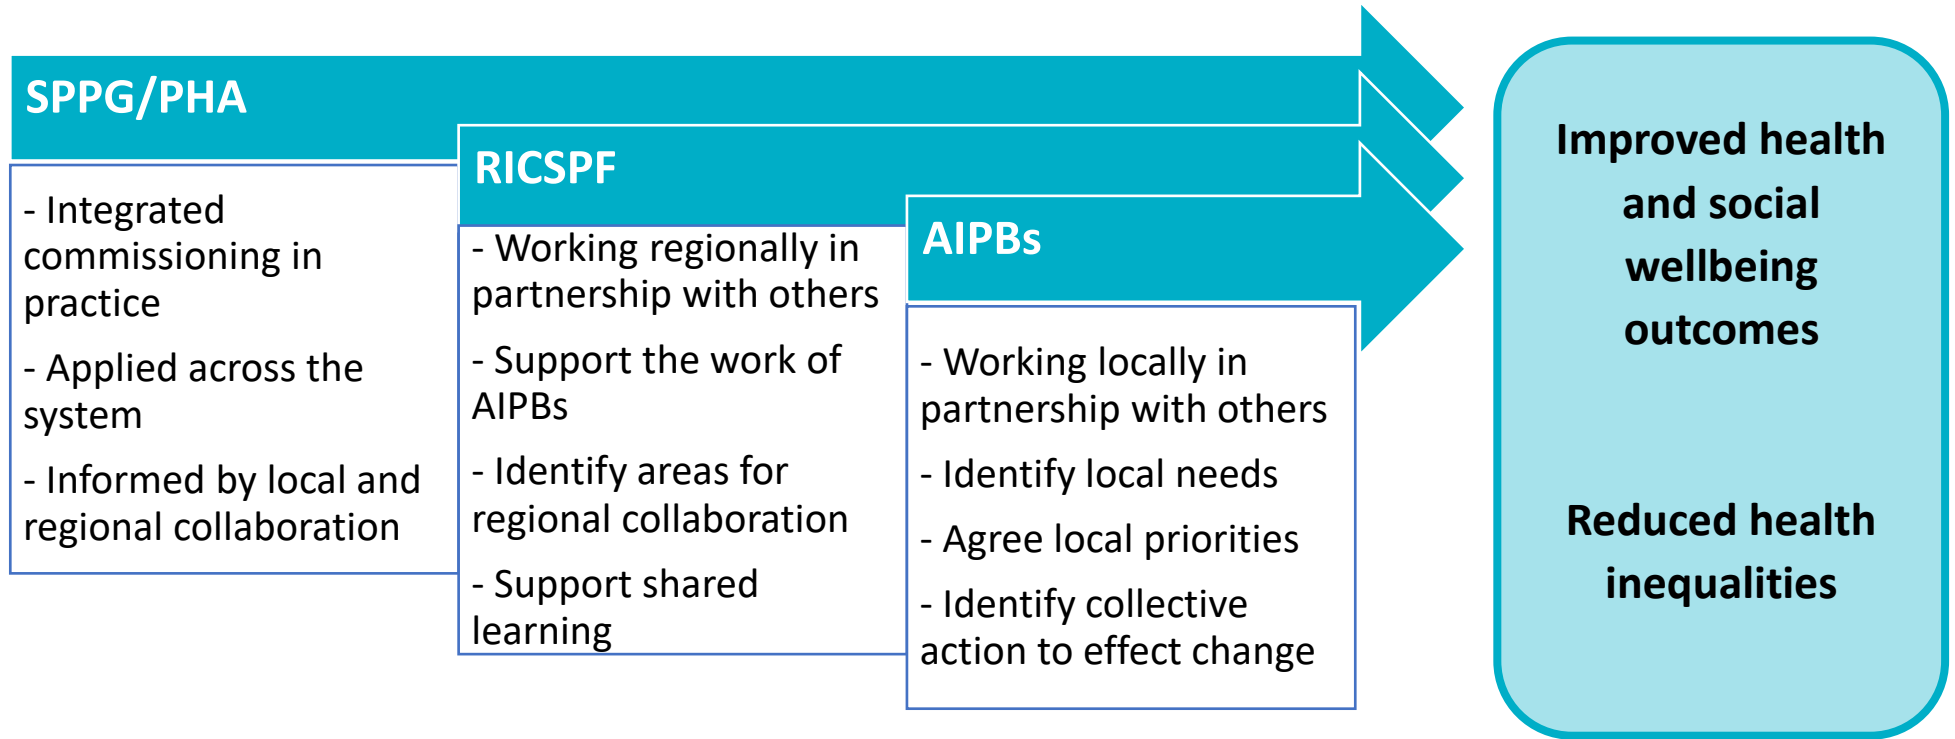 SPPG/PHA
- Integrated
commissioning in
practice
- Applied across the
system
- Informed by local and
regional collaboration
RICSPF
- Working regionally in
partnership with others
- Support the work of
AIPBs
- Identify areas for
regional collaboration
- Support shared
learning
AIPBs
- Working locally in
partnership with others
- Identify local needs
- Agree local priorities
- Identify collective
action to effect change
Improved health
and social
wellbeing
outcomes
Reduced health
inequalities